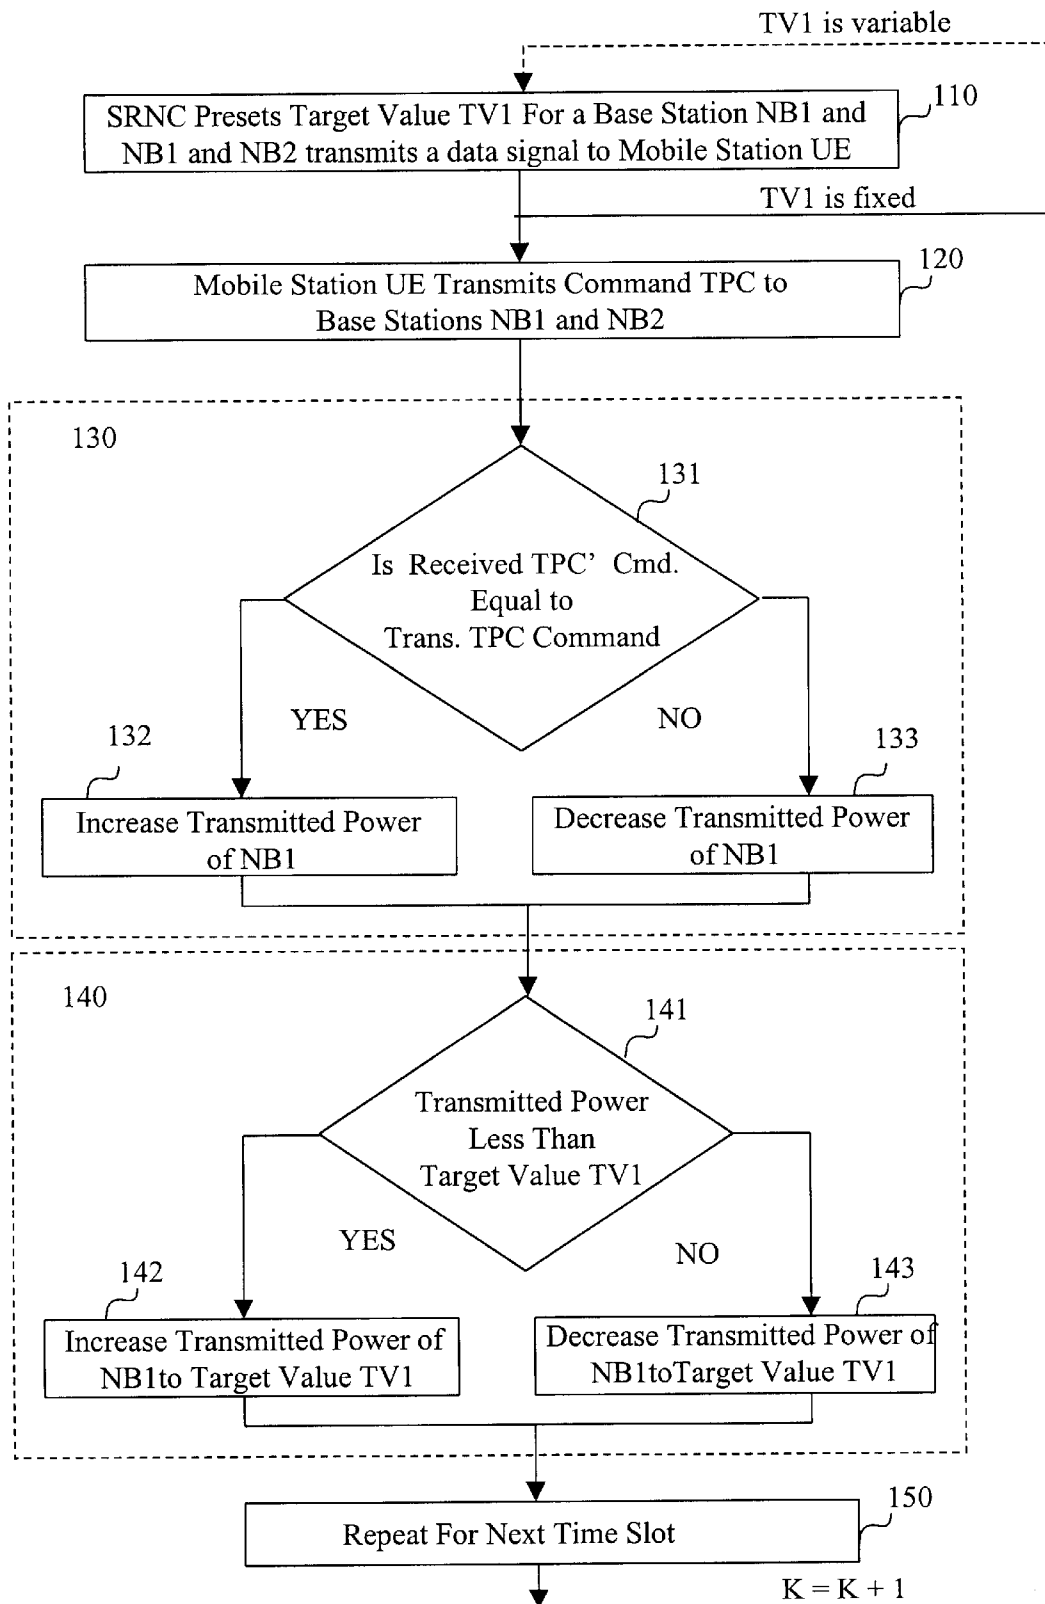 TV1 is variable
110
SRNC Presets Target Value TV1 For a Base Station NB1 and
NB1 and NB2 transmits a data signal to Mobile Station UE
TV1 is fixed
120
Mobile Station UE Transmits Command TPC to
Base Stations NB1 and NB2
130
131
Is Received TPC’ Cmd.
Equal to
Trans. TPC Command
YES
NO
132
133
Increase Transmitted Power
of NB1
Decrease Transmitted Power
of NB1
140
141
Transmitted Power
Less Than
Target Value TV1
YES
NO
142
143
Increase Transmitted Power of
NB1to Target Value TV1
Decrease Transmitted Power of
NB1toTarget Value TV1
150
Repeat For Next Time Slot
K = K + 1